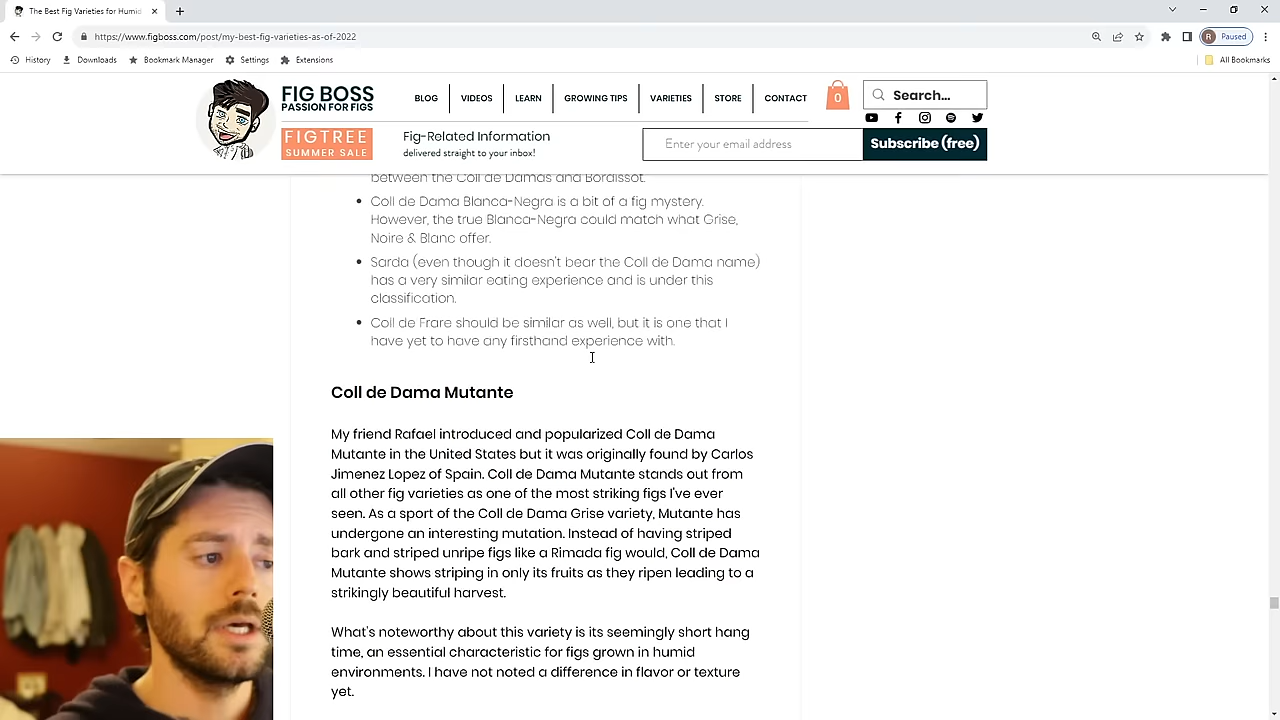 The Best Fig Varieties for Humid
https://www.figboss.com/post/my-best-fig-varieties-as-of-2022
R Paused
History Downloads Bookmark Manager Settings Extensions All Bookmarks
FIG BOSS
PASSION FOR FIGS
FIGTREE
SUMMER SALE
BLOG VIDEOS LEARN GROWING TIPS VARIETIES STORE CONTACT
0
Search...
Fig-Related Information
delivered straight to your inbox!
Enter your email address
Subscribe (free)
between the Coll de Damas and Bordissot.
• Coll de Dama Blanca-Negra is a bit of a fig mystery.
However, the true Blanca-Negra could match what Grise,
Noire & Blanc offer.
• Sarda (even though it doesn't bear the Coll de Dama name)
has a very similar eating experience and is under this
classification.
• Coll de Frare should be similar as well, but it is one that I
have yet to have any firsthand experience with.
Coll de Dama Mutante
My friend Rafael introduced and popularized Coll de Dama
Mutante in the United States but it was originally found by Carlos
Jimenez Lopez of Spain. Coll de Dama Mutante stands out from
all other fig varieties as one of the most striking figs I've ever
seen. As a sport of the Coll de Dama Grise variety, Mutante has
undergone an interesting mutation. Instead of having striped
bark and striped unripe figs like a Rimada fig would, Coll de Dama
Mutante shows striping in only its fruits as they ripen leading to a
strikingly beautiful harvest.
What's noteworthy about this variety is its seemingly short hang
time, an essential characteristic for figs grown in humid
environments. I have not noted a difference in flavor or texture
yet.